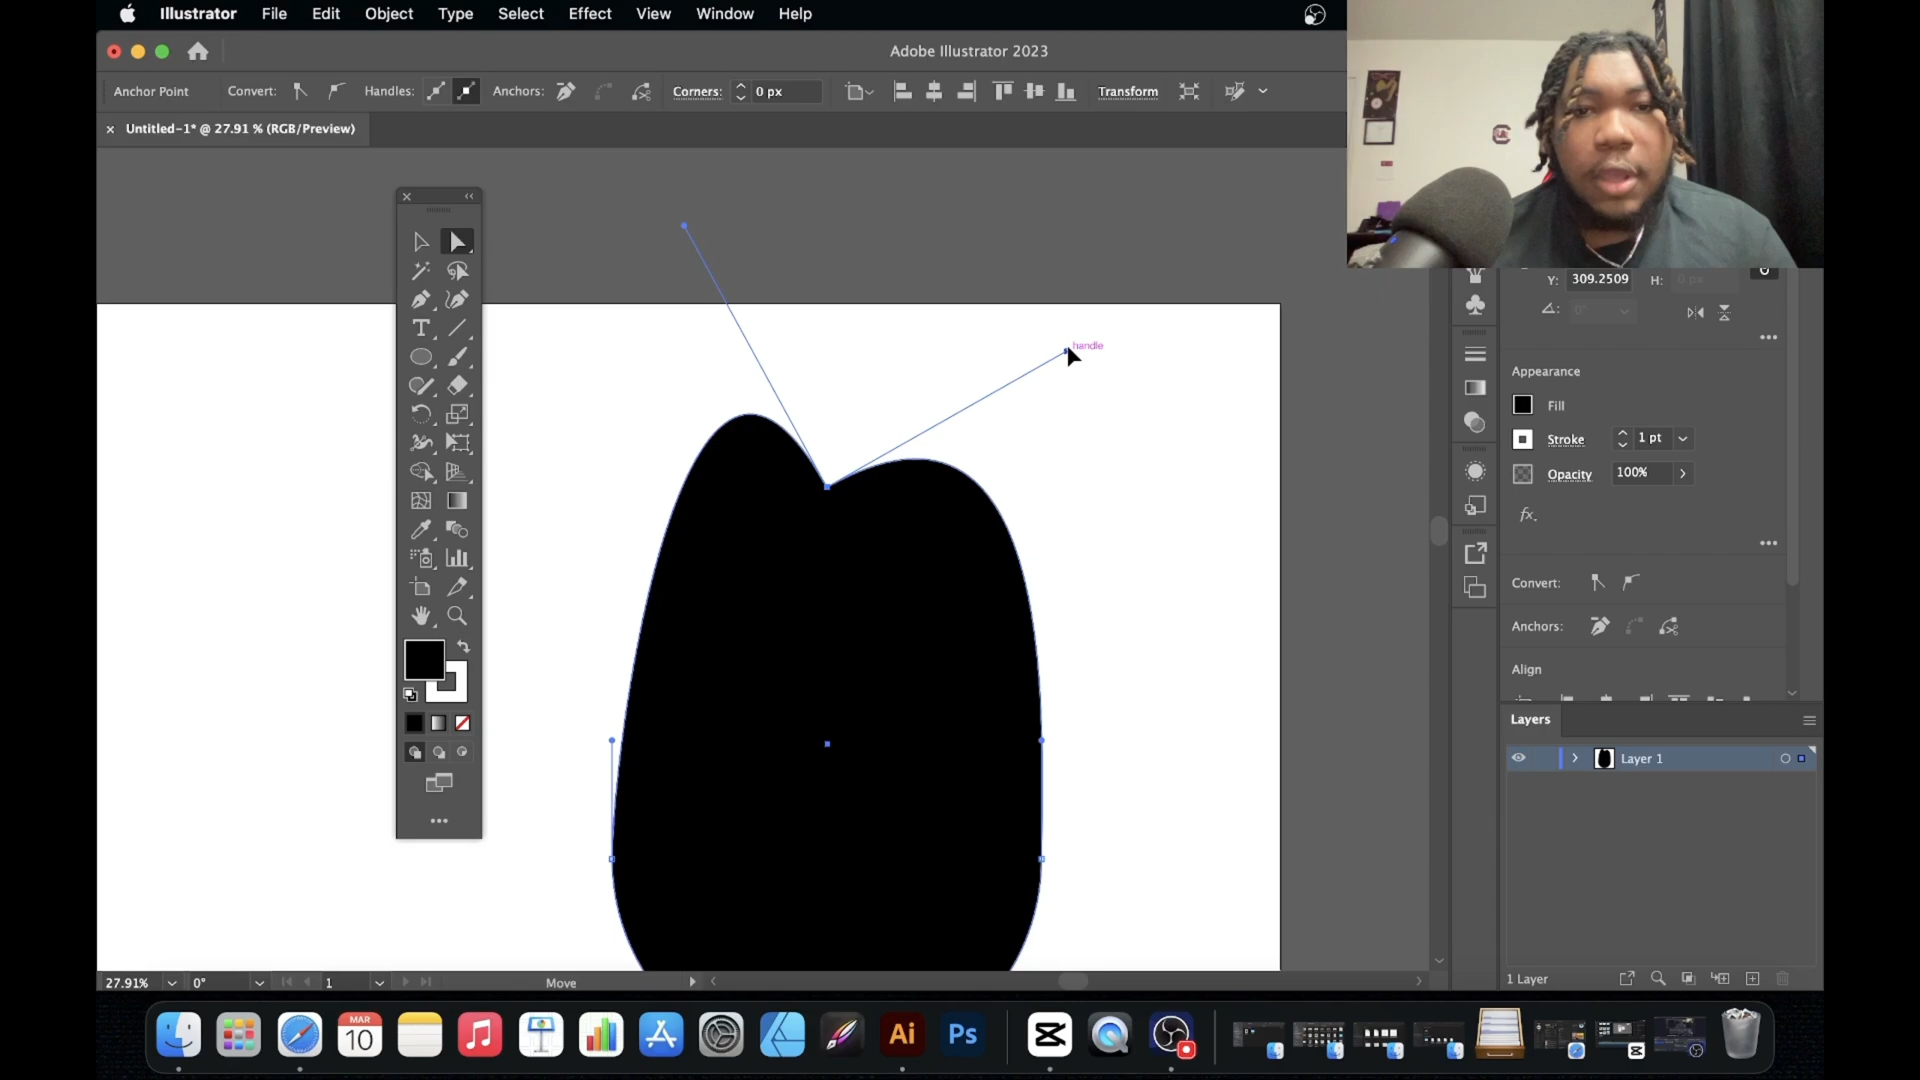 Illustrator File Edit Object Type Select Effect View Window Help
Adobe Illustrator 2023
Anchor Point Convert: Handles: Anchors: Corners: 0 px Transform
× Untitled-1* @ 27.91 % (RGB/Preview)
handle
Y: 309.2509 H: 0 px
0°
Appearance
Fill
Stroke 1 pt
Opacity 100%
fx.
Convert:
Anchors:
Align
Layers
Layer 1
27.91% 0° 1 Move
1 Layer
MAR
10
Ai
Ps